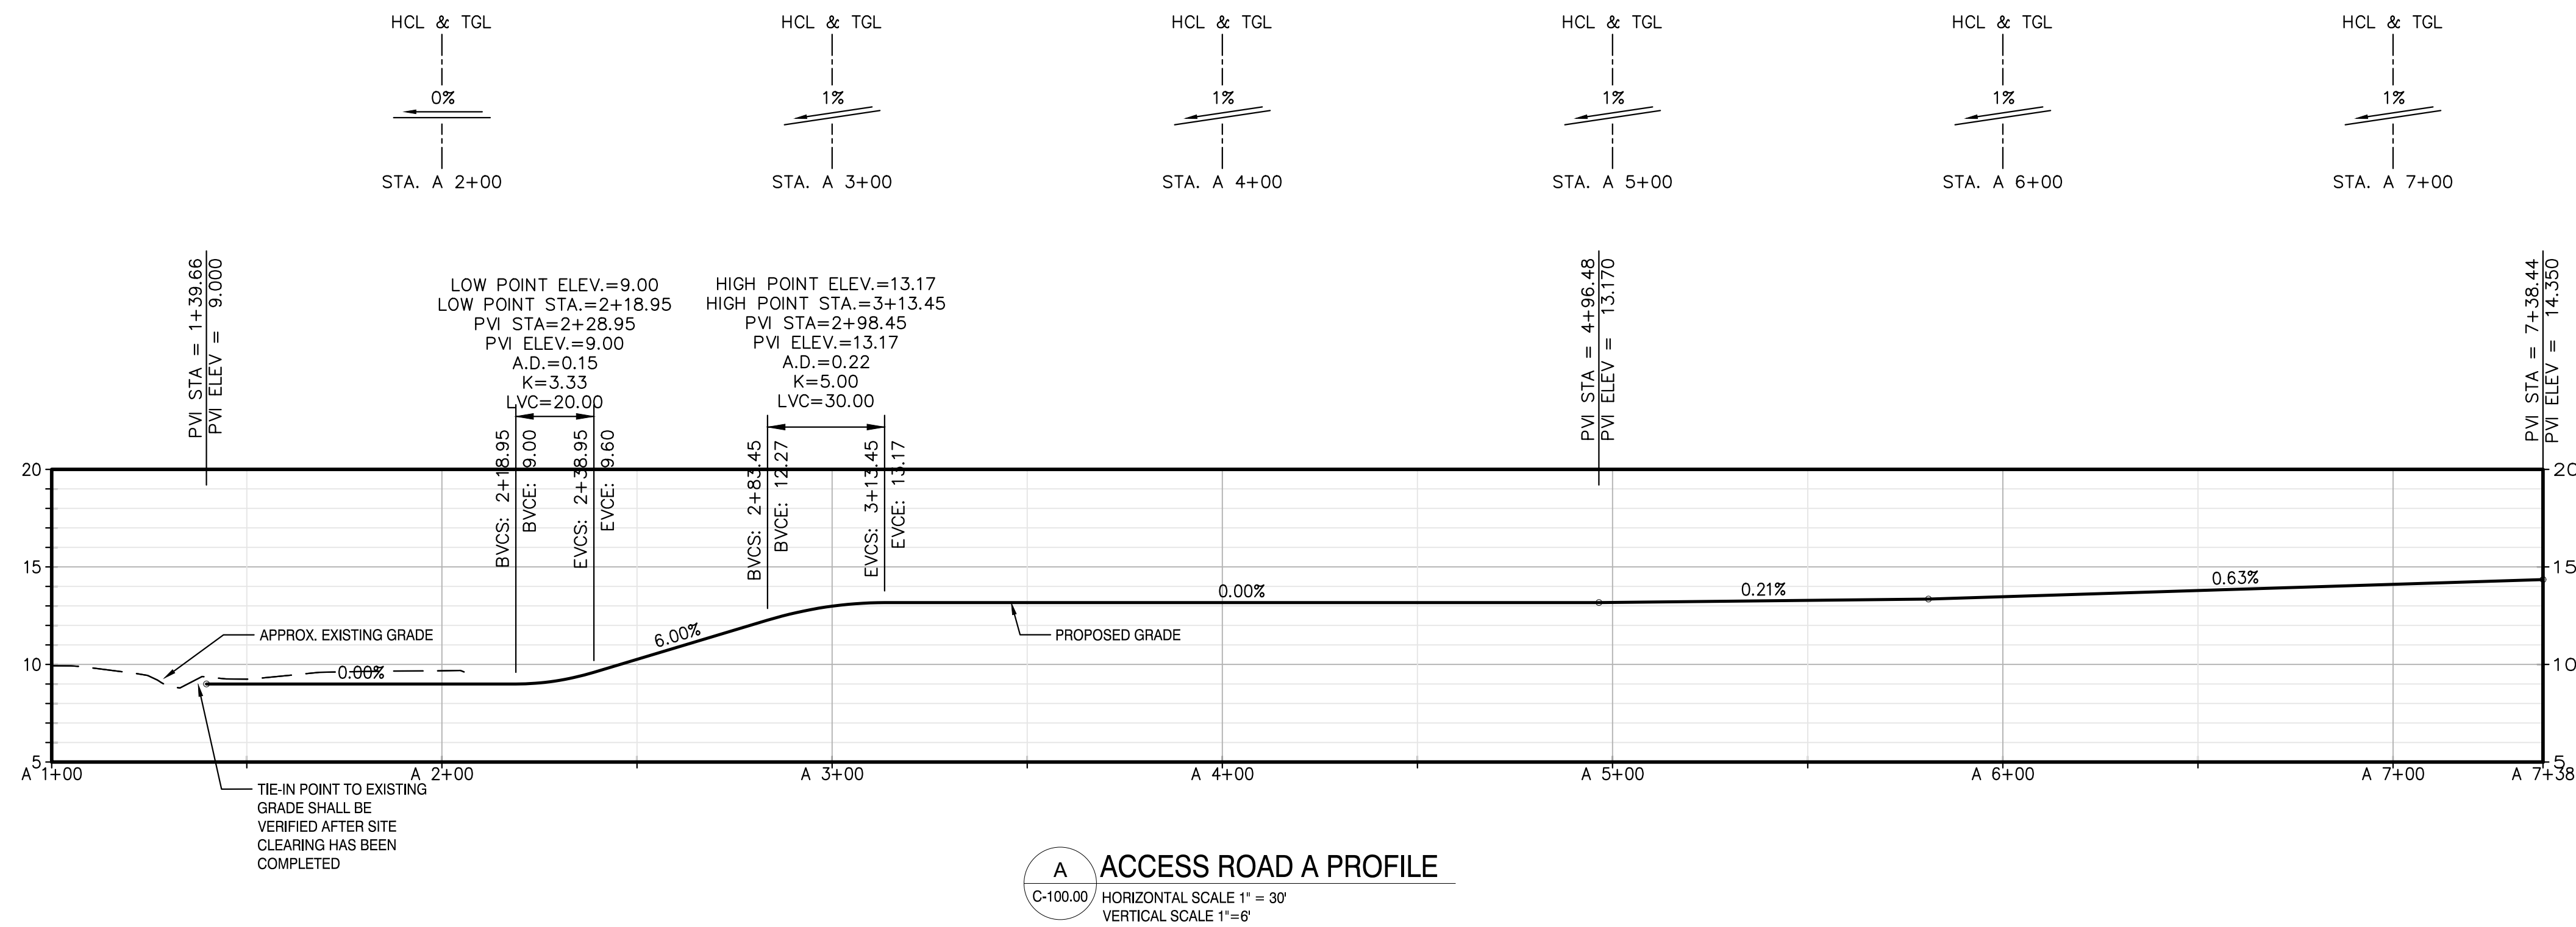 HCL & TGL
0%
STA. A 2+00
HCL & TGL
1%
STA. A 3+00
HCL & TGL
1%
STA. A 4+00
HCL & TGL
1%
STA. A 5+00
HCL & TGL
1%
STA. A 6+00
HCL & TGL
1%
STA. A 7+00
PVI STA = 1+39.66
PVI ELEV = 9.000
LOW POINT ELEV.=9.00
LOW POINT STA.=2+18.95
PVI STA=2+28.95
PVI ELEV.=9.00
A.D.=0.15
K=3.33
LVC=20.00
BVCS: 2+18.95
BVCE: 9.00
EVCS: 2+38.95
EVCE: 9.60
HIGH POINT ELEV.=13.17
HIGH POINT STA.=3+13.45
PVI STA=2+98.45
PVI ELEV.=13.17
A.D.=0.22
K=5.00
LVC=30.00
BVCS: 2+83.45
BVCE: 12.27
EVCS: 3+13.45
EVCE: 13.17
PVI STA = 4+96.48
PVI ELEV = 13.170
PVI STA = 7+38.44
PVI ELEV = 14.350
20
15
10
5
20
15
10
5
0.00%
6.00%
0.00%
0.21%
0.63%
APPROX. EXISTING GRADE
PROPOSED GRADE
A 1+00
A 2+00
A 3+00
A 4+00
A 5+00
A 6+00
A 7+00
A 7+38
TIE-IN POINT TO EXISTING
GRADE SHALL BE
VERIFIED AFTER SITE
CLEARING HAS BEEN
COMPLETED
A
C-100.00
ACCESS ROAD A PROFILE
HORIZONTAL SCALE 1" = 30'
VERTICAL SCALE 1"=6'